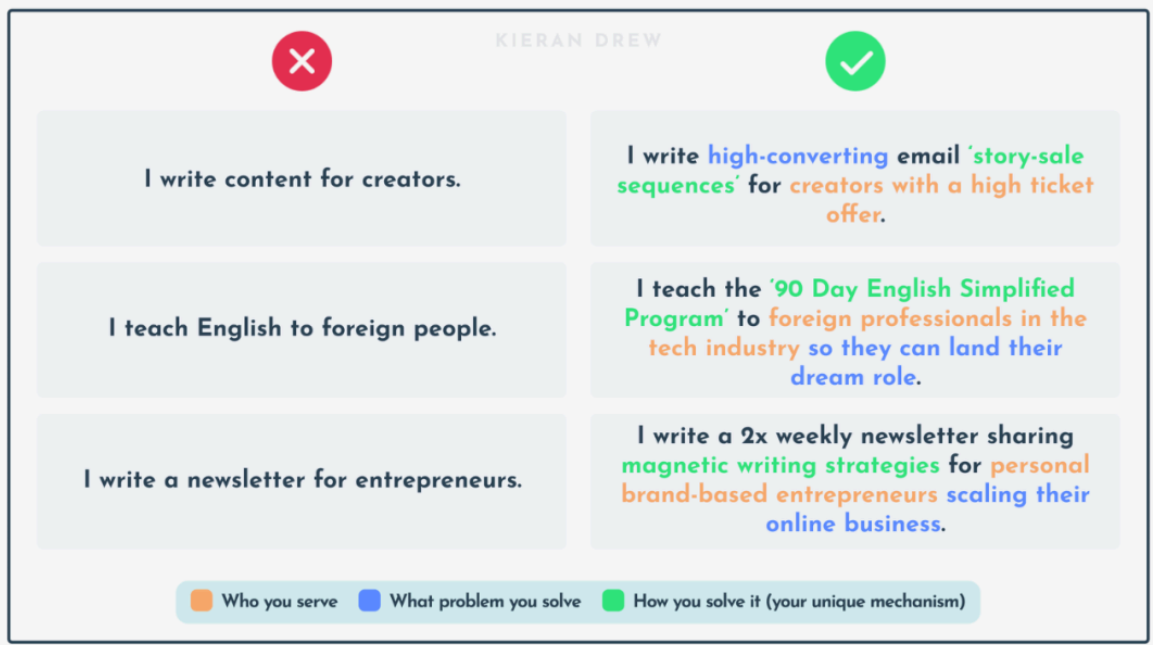 KIERAN DREW
I write content for creators.
I write high-converting email 'story-sale
sequences' for creators with a high ticket
offer.
I teach English to foreign people.
I teach the '90 Day English Simplified
Program' to foreign professionals in the
tech industry so they can land their
dream role.
I write a newsletter for entrepreneurs.
I write a 2x weekly newsletter sharing
magnetic writing strategies for personal
brand-based entrepreneurs scaling their
online business.
Who you serve What problem you solve How you solve it (your unique mechanism)